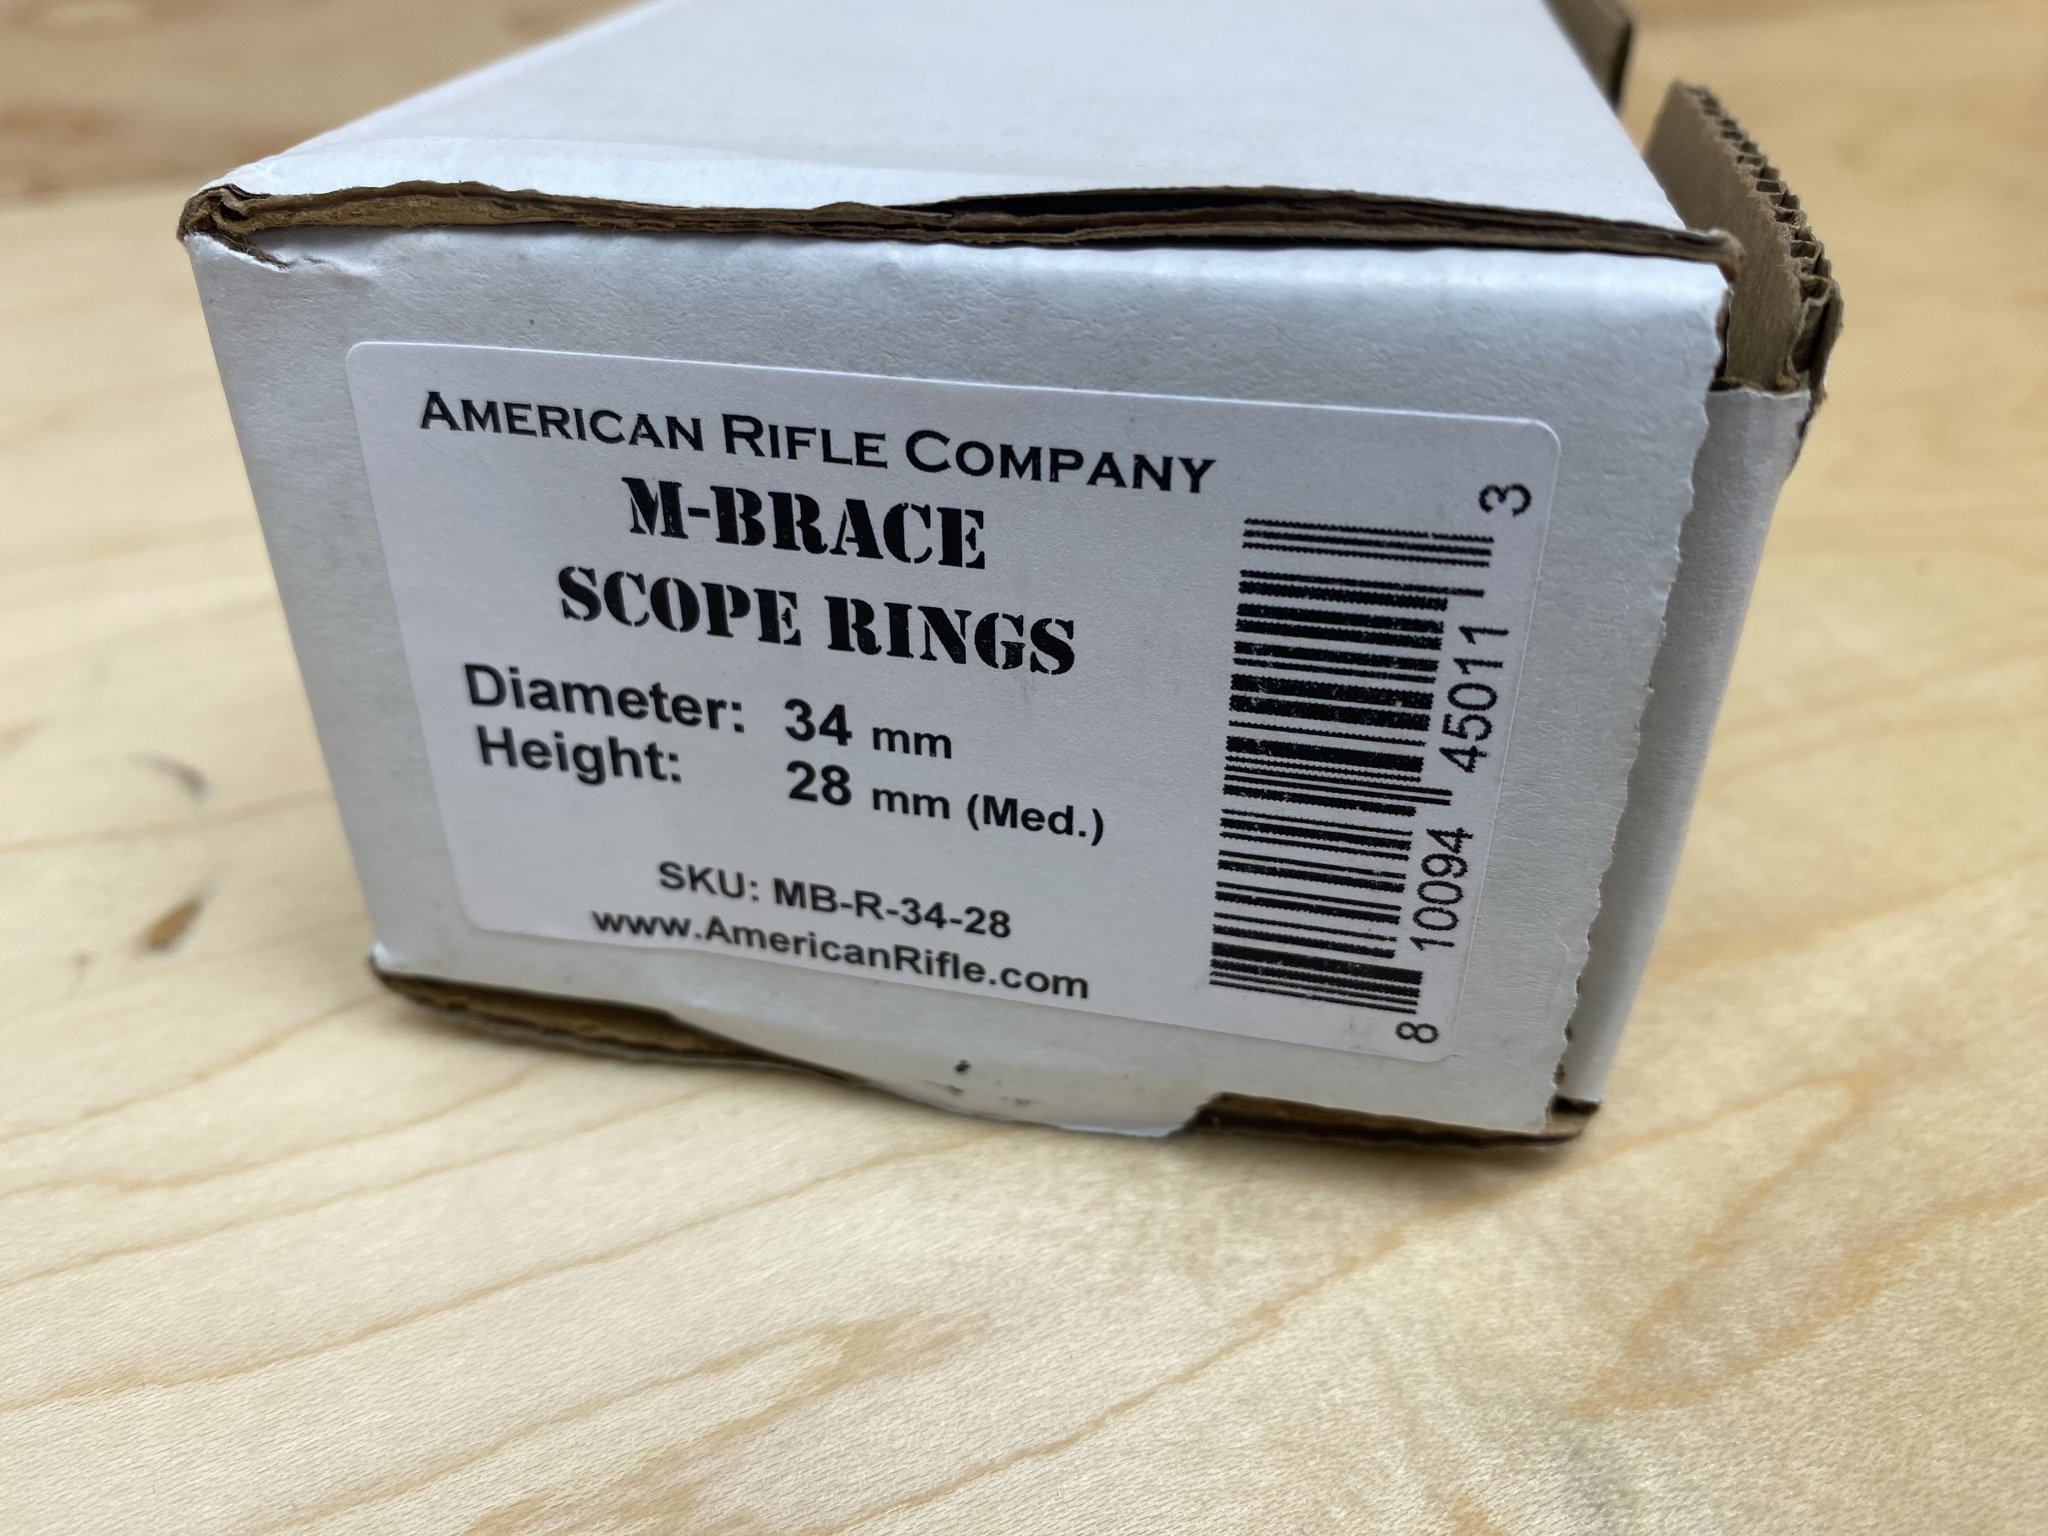 AMERICAN RIFLE COMPANY
M-BRACE
SCOPE RINGS
Diameter: 34 mm
Height: 28 mm (Med.)
SKU: MB-R-34-28
www.AmericanRifle.com
8 10094 45011 3